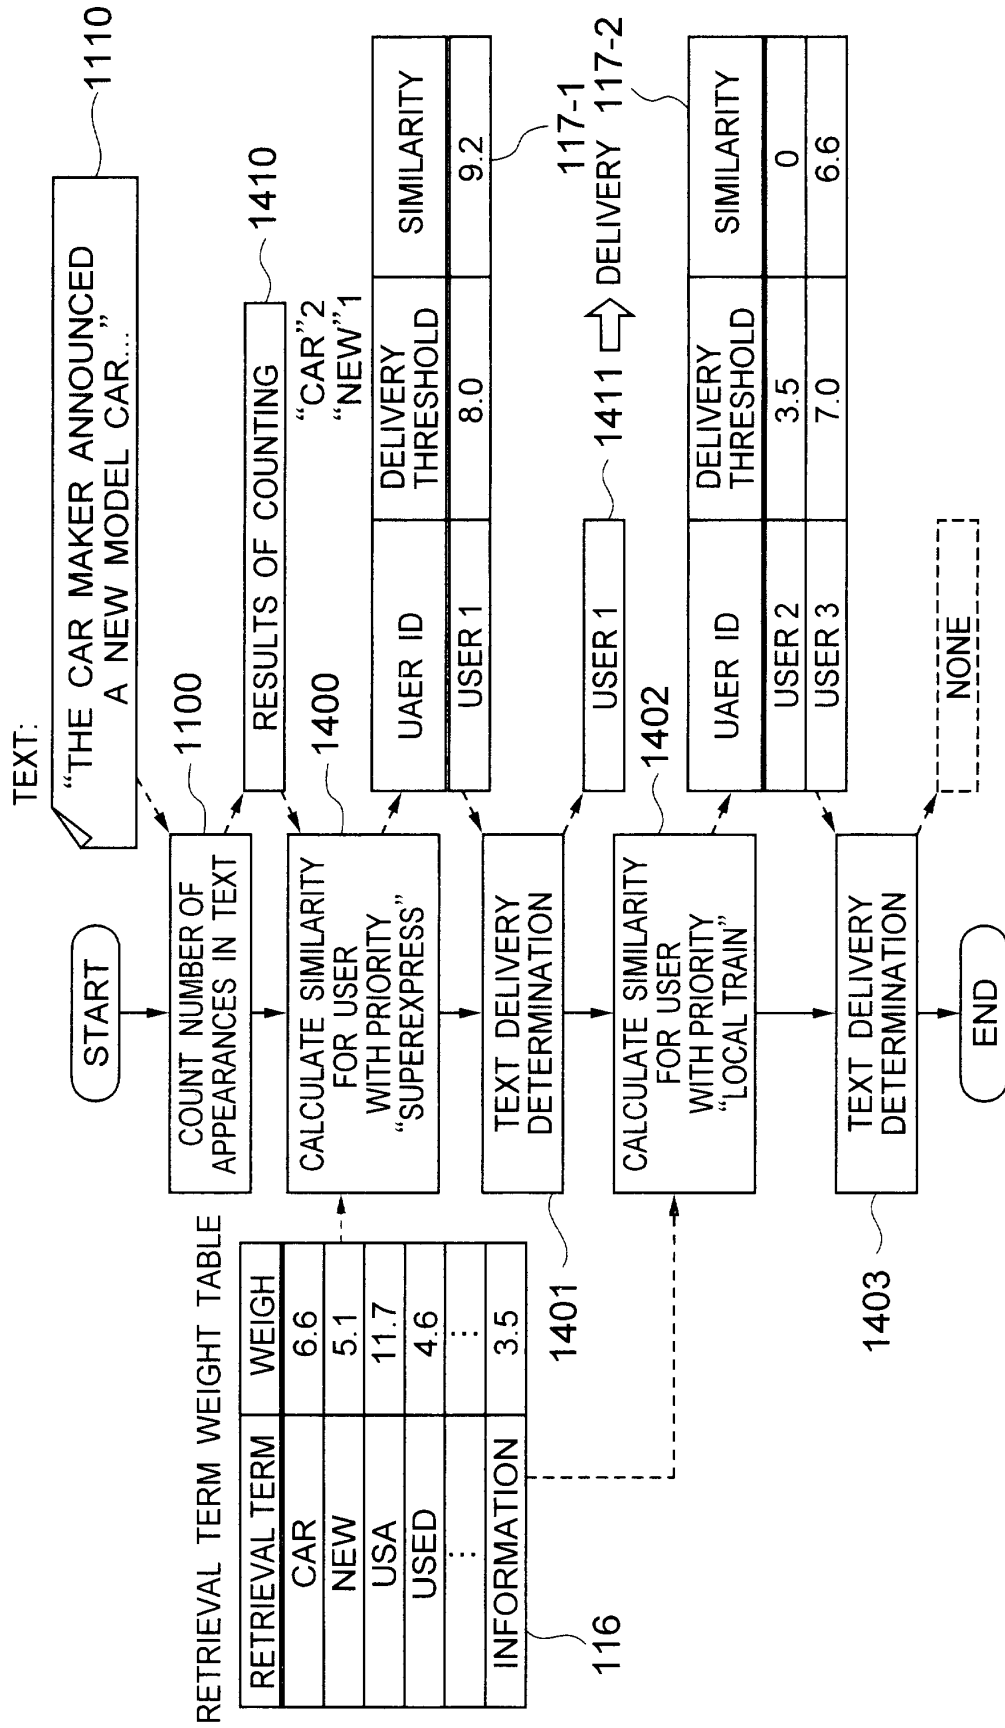 TEXT:
“THE CAR MAKER ANNOUNCED
A NEW MODEL CAR...”
1110
START
COUNT NUMBER OF
APPEARANCES IN TEXT
1100
RESULTS OF COUNTING
1410
“CAR”2
“NEW”1
RETRIEVAL TERM WEIGHT TABLE
RETRIEVAL TERM WEIGH
CAR 6.6
NEW 5.1
USA 11.7
USED 4.6
... ...
INFORMATION 3.5
116
CALCULATE SIMILARITY
FOR USER
WITH PRIORITY
“SUPEREXPRESS”
1400
UAER ID DELIVERY THRESHOLD SIMILARITY
USER 1 8.0 9.2
117-1
TEXT DELIVERY
DETERMINATION
1401
USER 1
1411
DELIVERY
CALCULATE SIMILARITY
FOR USER
WITH PRIORITY
“LOCAL TRAIN”
1402
117-2
UAER ID DELIVERY THRESHOLD SIMILARITY
USER 2 3.5 0
USER 3 7.0 6.6
TEXT DELIVERY
DETERMINATION
1403
NONE
END